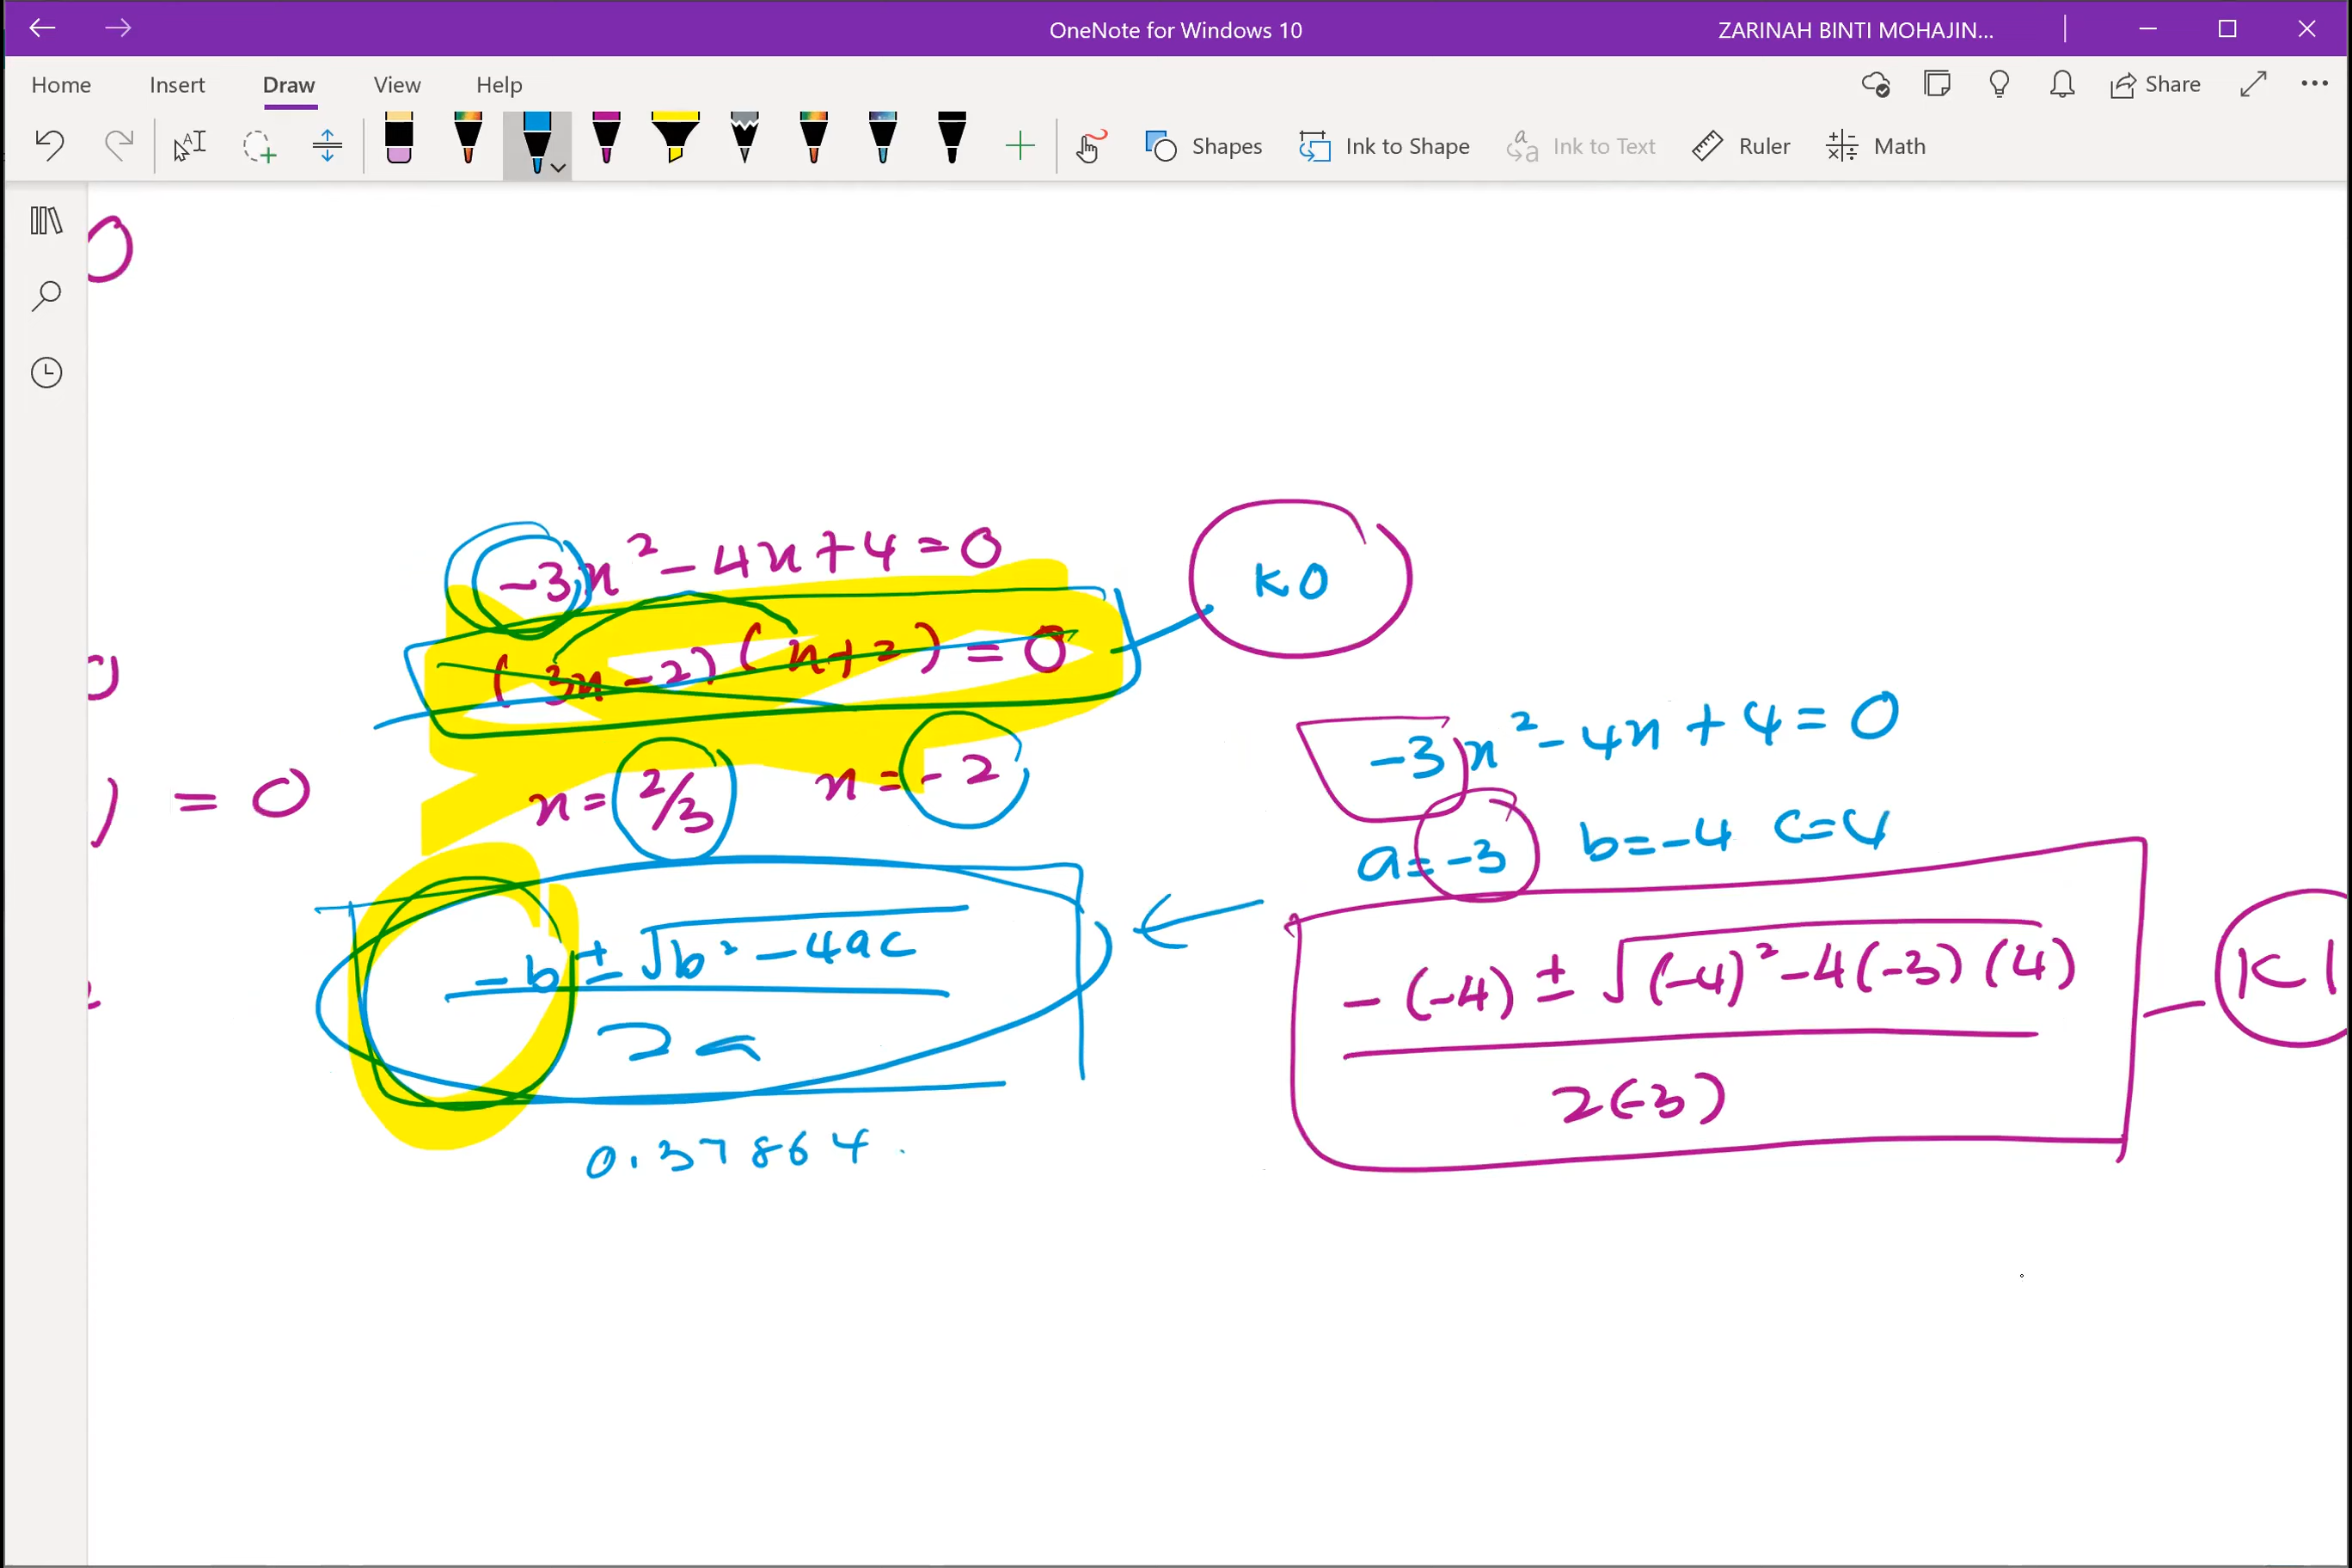 OneNote for Windows 10
ZARINAH BINTI MOHAJIN...
Home Insert Draw View Help
Share
Shapes Ink to Shape Ink to Text Ruler Math
0
-3x² - 4x + 4 = 0
K0
(3x - 2)(x + 2) = 0
) = 0
x = 2/3 x = -2
-3x² - 4x + 4 = 0
a = -3 b = -4 c = 4
-b ± √b² - 4ac
2a
-(-4) ± √(-4)² - 4(-3)(4)
2(-3)
K1
0.37864.